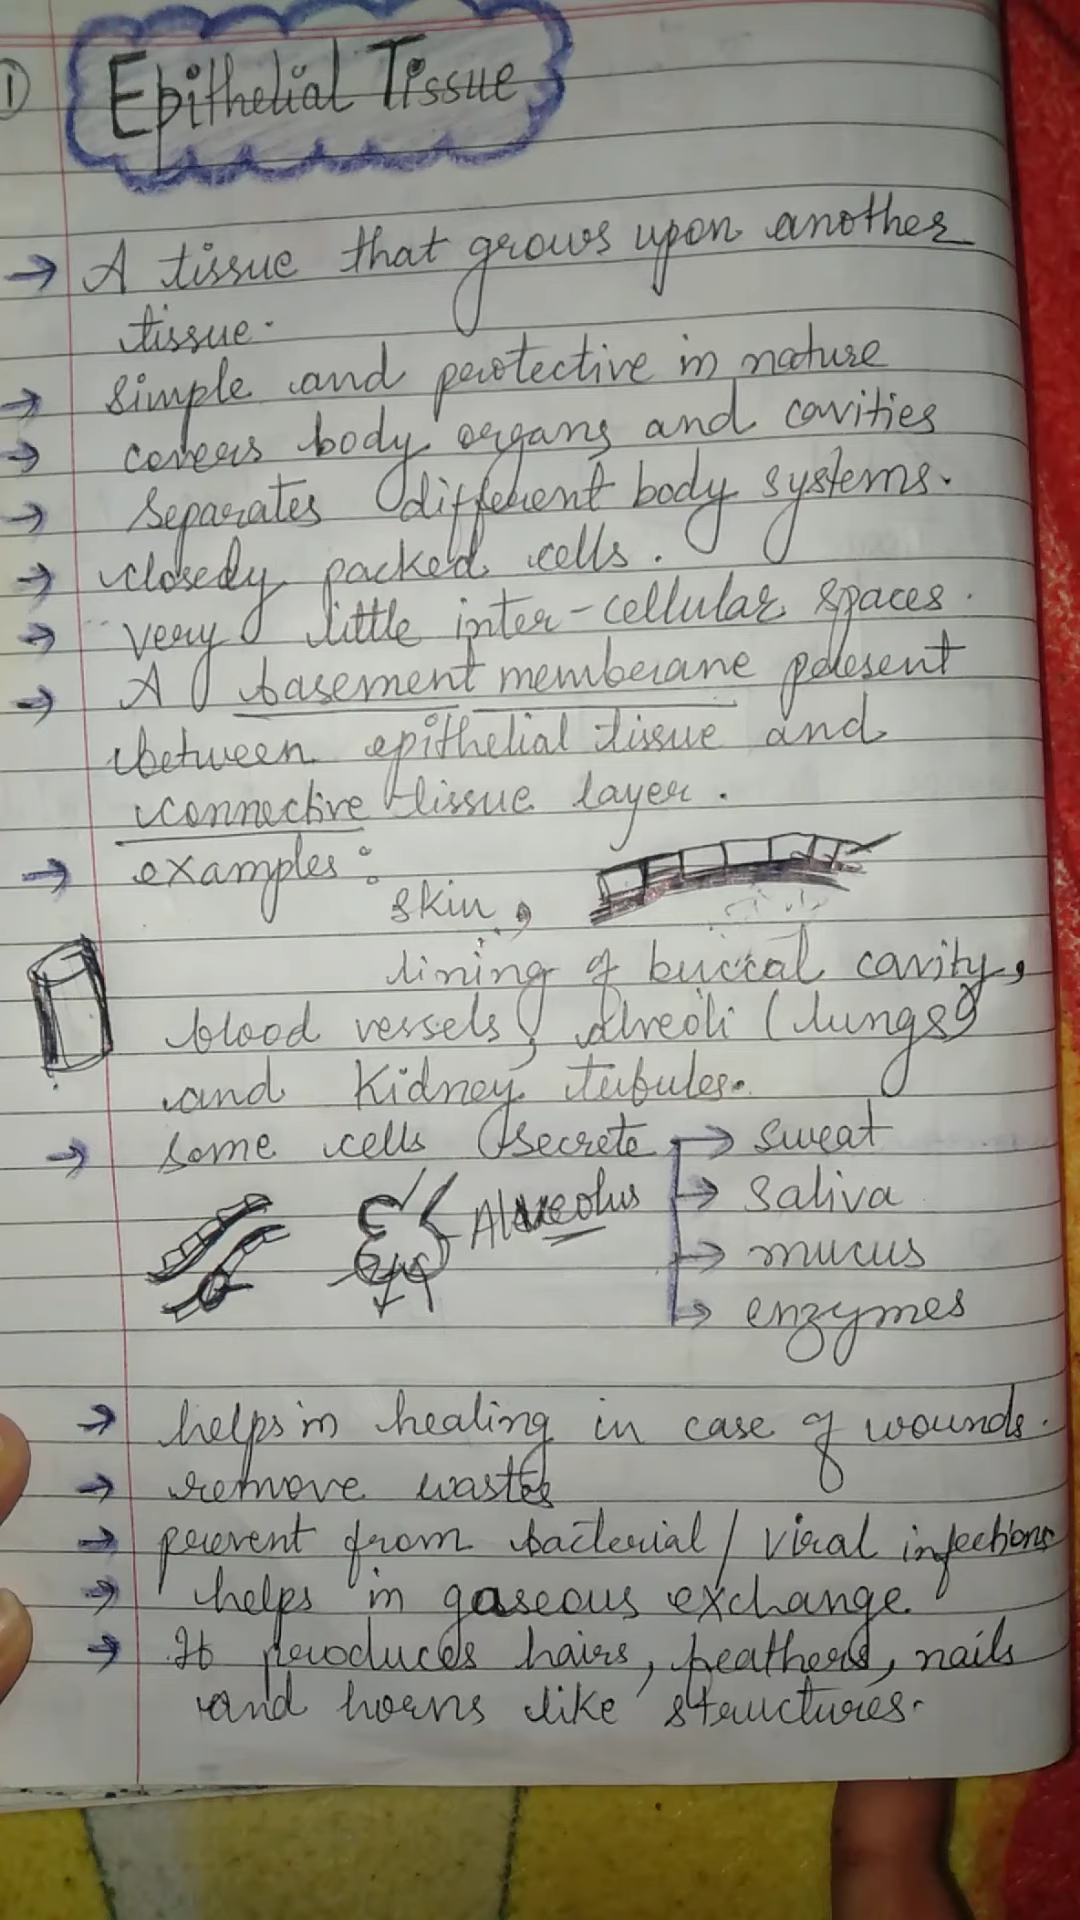 1
Epithelial Tissue
→ A tissue that grows upon another
tissue.
→ Simple and protective in nature
→ covers body organs and cavities
→ Separates different body systems.
→ closedly packed cells.
→ very little inter-cellular spaces.
→ A basement membrane present
between epithelial tissue and
connective tissue layer.
→ examples:
skin,
lining of buccal cavity,
blood vessels, alveoli (lungs)
and Kidney tubules.
→ some cells secrete → sweat
→ saliva
Alveolus
→ mucus
→ enzymes
→ helps in healing in case of wounds.
→ remove wastes
→ prevent from bacterial/viral infections
→ helps in gaseous exchange.
→ It produces hairs, feathers, nails
and horns like structures.